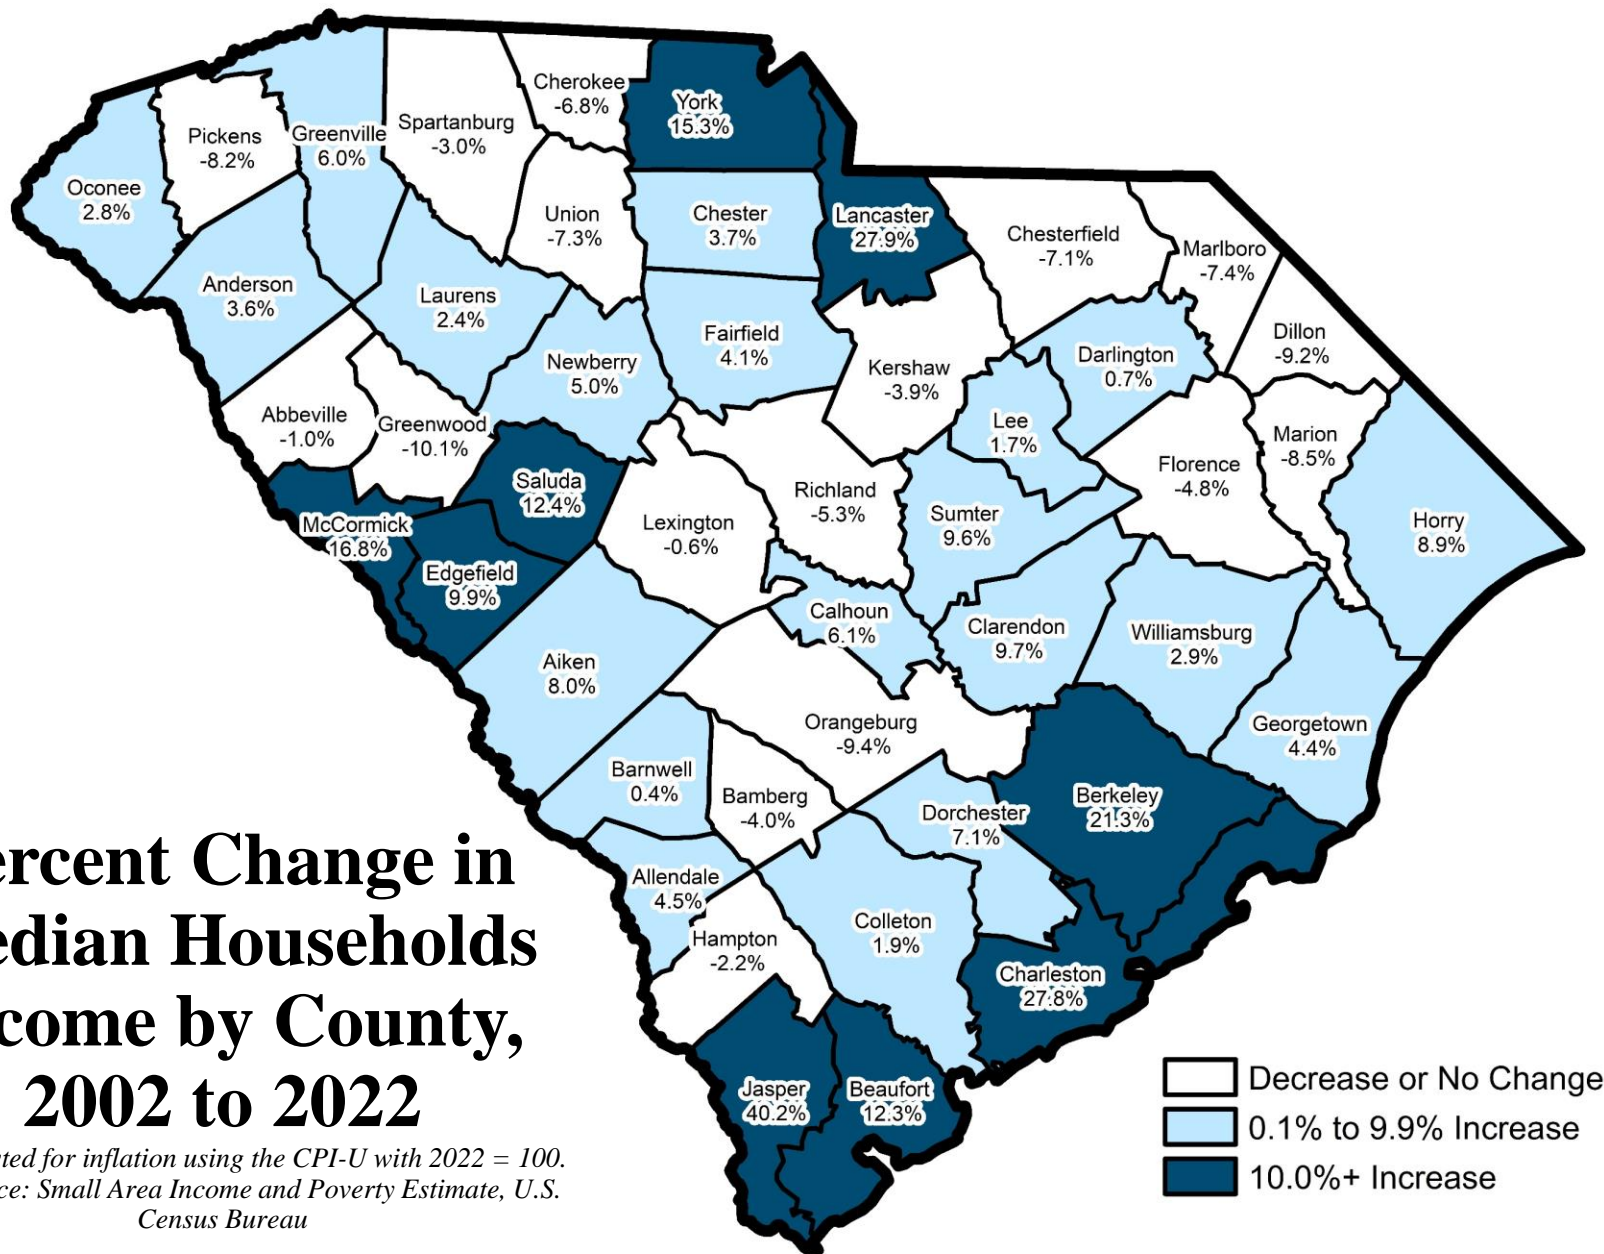 Cherokee
-6.8%
York
15.3%
Spartanburg
-3.0%
Pickens
-8.2%
Greenville
6.0%
Oconee
2.8%
Union
-7.3%
Chester
3.7%
Lancaster
27.9%
Chesterfield
-7.1%
Marlboro
-7.4%
Anderson
3.6%
Laurens
2.4%
Fairfield
4.1%
Dillon
-9.2%
Newberry
5.0%
Kershaw
-3.9%
Darlington
0.7%
Abbeville
-1.0%
Greenwood
-10.1%
Lee
1.7%
Marion
-8.5%
Florence
-4.8%
Saluda
12.4%
Richland
-5.3%
McCormick
16.8%
Lexington
-0.6%
Sumter
9.6%
Horry
8.9%
Edgefield
9.9%
Calhoun
6.1%
Clarendon
9.7%
Williamsburg
2.9%
Aiken
8.0%
Orangeburg
-9.4%
Georgetown
4.4%
Barnwell
0.4%
Bamberg
-4.0%
Dorchester
7.1%
Berkeley
21.3%
Allendale
4.5%
Hampton
-2.2%
Colleton
1.9%
Charleston
27.8%
Jasper
40.2%
Beaufort
12.3%
ercent Change in
edian Households
come by County,
2002 to 2022
ted for inflation using the CPI-U with 2022 = 100.
ce: Small Area Income and Poverty Estimate, U.S.
Census Bureau
Decrease or No Change
0.1% to 9.9% Increase
10.0%+ Increase